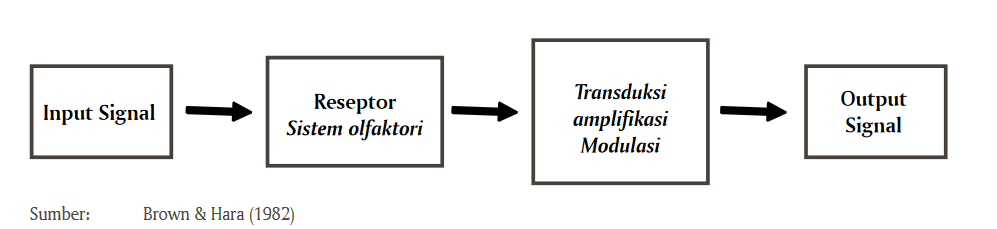 Input Signal
Reseptor
Sistem olfaktori
Transduksi
amplifikasi
Modulasi
Output
Signal
Sumber: Brown & Hara (1982)